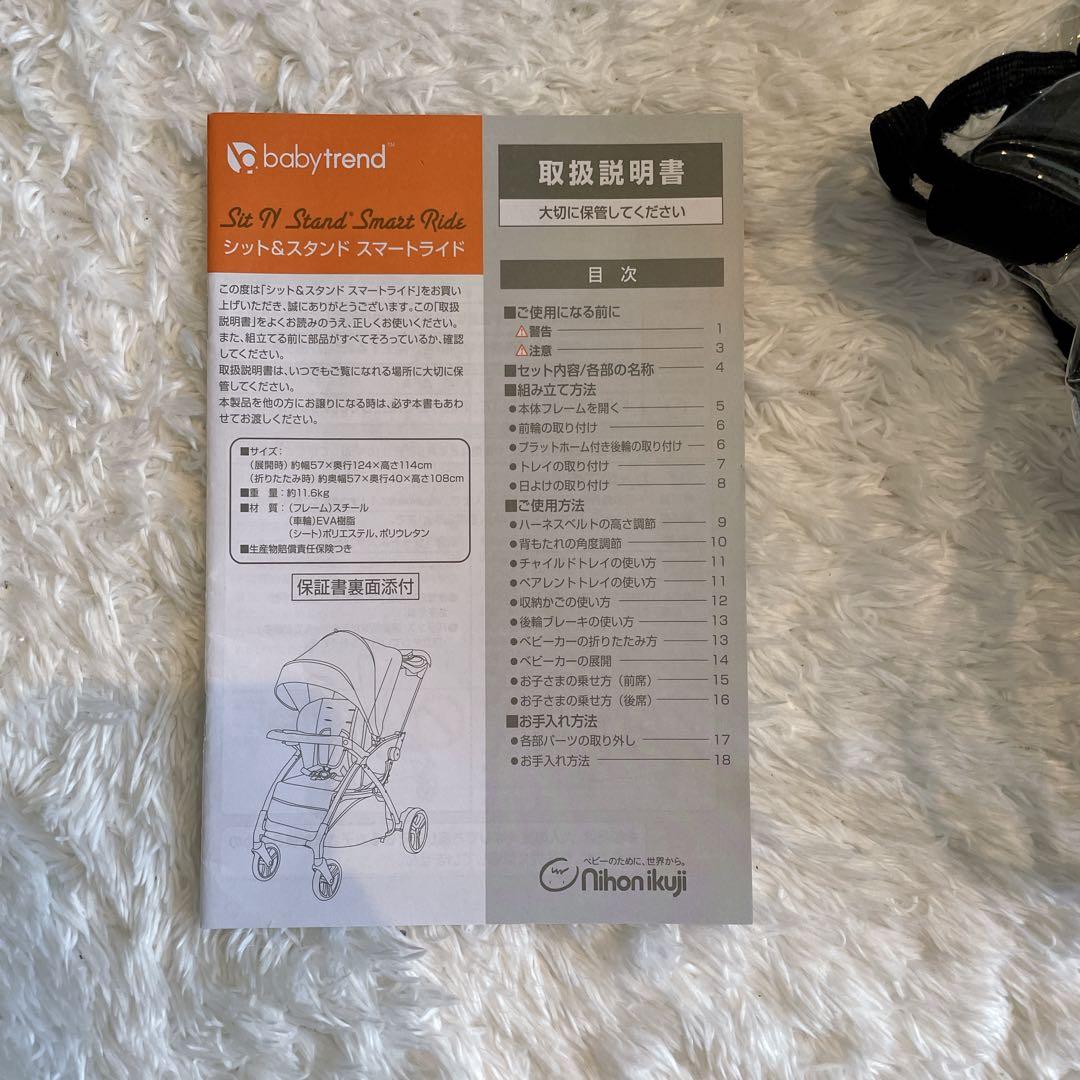 babytrend™
Sit N Stand® Smart Ride
シット&スタンド スマートライド
この度は「シット&スタンド スマートライド」をお買い
上げいただき、誠にありがとうございます。この「取扱
説明書」をよくお読みのうえ、正しくお使いください。
また、組立てる前に部品がすべてそろっているか、確認
してください。
取扱説明書は、いつでもご覧になれる場所に大切に保
管してください。
本製品を他の方にお譲りになる時は、必ず本書もあわ
せてお渡しください。
■サイズ:
(展開時) 約幅57×奥行124×高さ114cm
(折りたたみ時) 約奥幅57×奥行40×高さ108cm
■重 量:約11.6kg
■材 質:(フレーム)スチール
(車輪)EVA樹脂
(シート)ポリエステル、ポリウレタン
■生産物賠償責任保険つき
保証書裏面添付
取扱説明書
大切に保管してください
目 次
■ご使用になる前に
⚠警告 1
⚠注意 3
■セット内容/各部の名称 4
■組み立て方法
●本体フレームを開く 5
●前輪の取り付け 6
●プラットホーム付き後輪の取り付け 6
●トレイの取り付け 7
●日よけの取り付け 8
■ご使用方法
●ハーネスベルトの高さ調節 9
●背もたれの角度調節 10
●チャイルドトレイの使い方 11
●ペアレントトレイの使い方 11
●収納かごの使い方 12
●後輪ブレーキの使い方 13
●ベビーカーの折りたたみ方 13
●ベビーカーの展開 14
●お子さまの乗せ方(前席) 15
●お子さまの乗せ方(後席) 16
■お手入れ方法
●各部パーツの取り外し 17
●お手入れ方法 18
ベビーのために、世界から。
nihonikuji